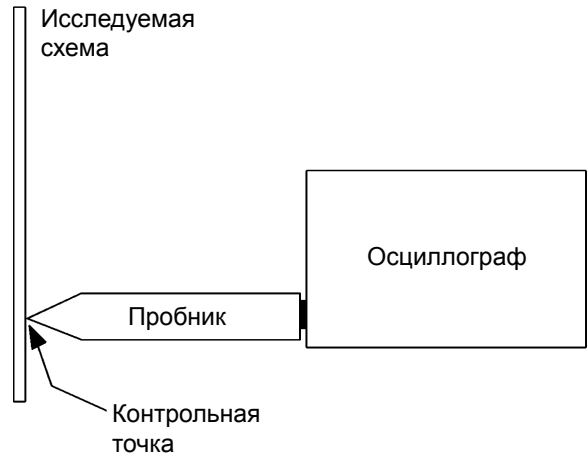 Исследуемая
схема
Осциллограф
Пробник
Контрольная
точка